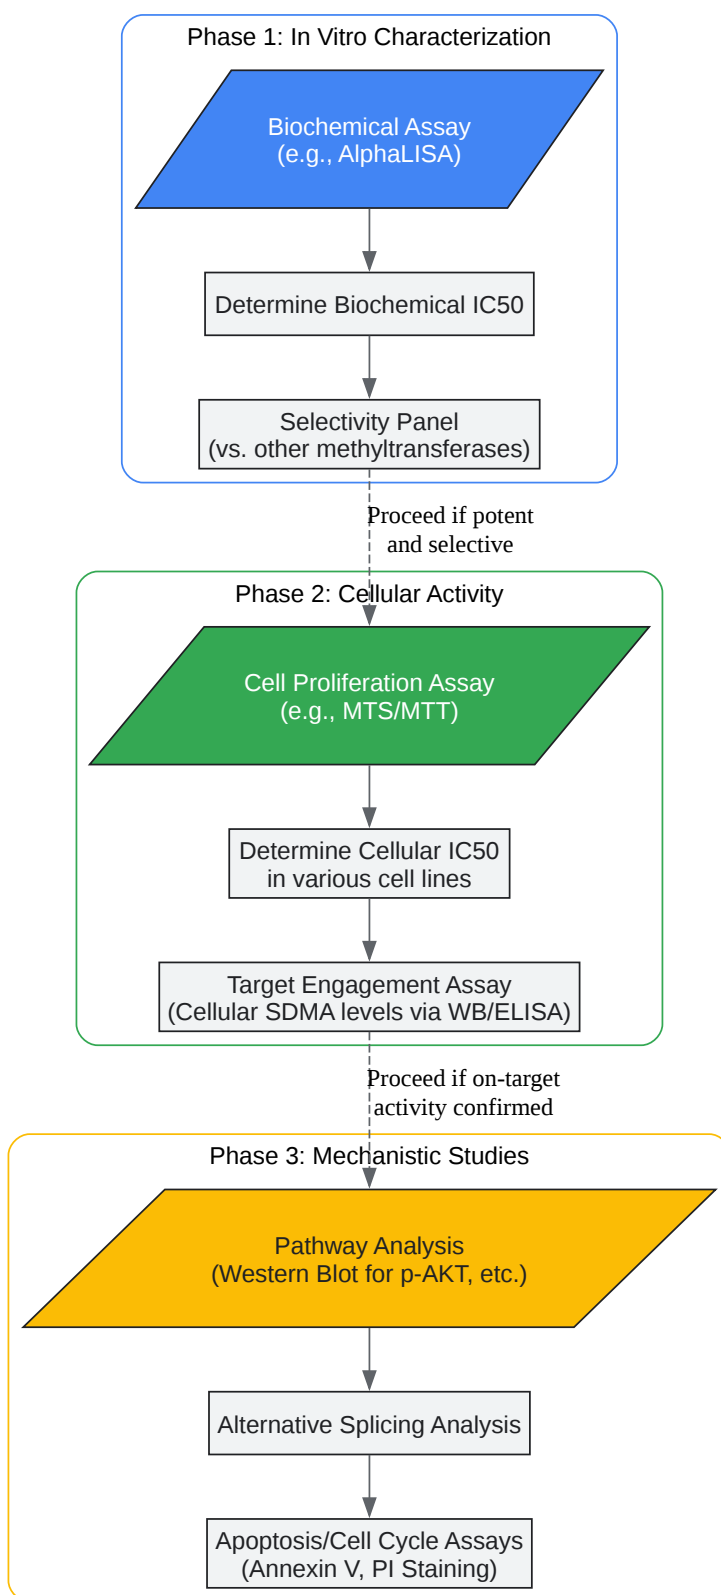 Phase 1: In Vitro Characterization
Biochemical Assay
(e.g., AlphaLISA)
Determine Biochemical IC50
Selectivity Panel
(vs. other methyltransferases)
Proceed if potent
and selective
Phase 2: Cellular Activity
Cell Proliferation Assay
(e.g., MTS/MTT)
Determine Cellular IC50
in various cell lines
Target Engagement Assay
(Cellular SDMA levels via WB/ELISA)
Proceed if on-target
activity confirmed
Phase 3: Mechanistic Studies
Pathway Analysis
(Western Blot for p-AKT, etc.)
Alternative Splicing Analysis
Apoptosis/Cell Cycle Assays
(Annexin V, PI Staining)